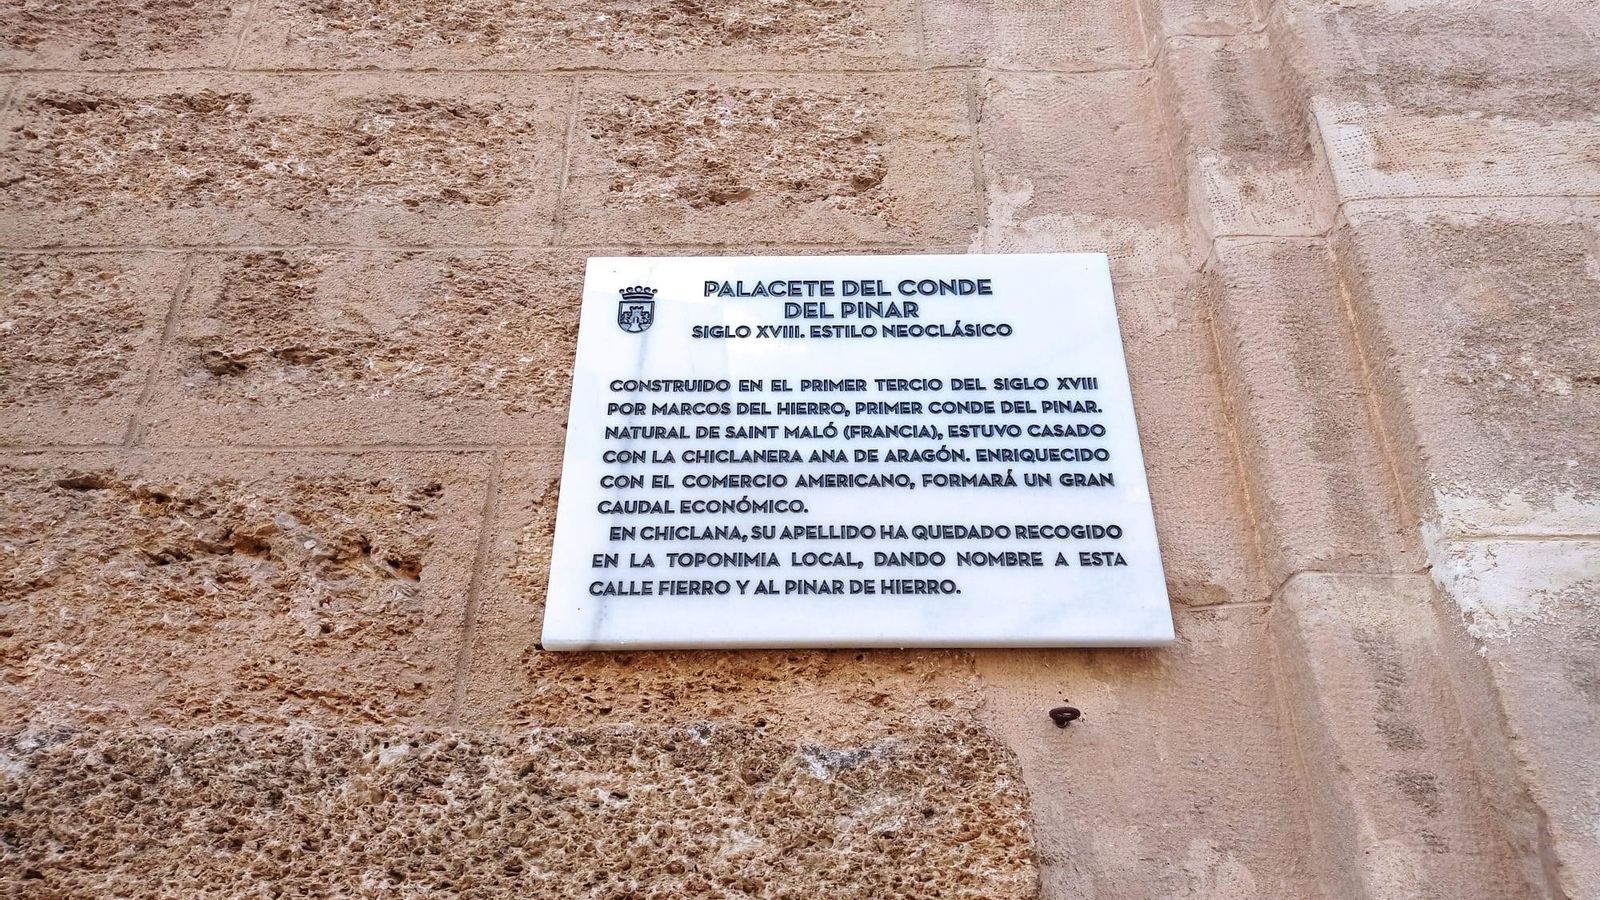 PALACETE DEL CONDE
DEL PINAR
SIGLO XVIII. ESTILO NEOCLÁSICO
CONSTRUIDO EN EL PRIMER TERCIO DEL SIGLO XVIII
POR MARCOS DEL HIERRO, PRIMER CONDE DEL PINAR.
NATURAL DE SAINT MALÓ (FRANCIA), ESTUVO CASADO
CON LA CHICLANERA ANA DE ARAGÓN. ENRIQUECIDO
CON EL COMERCIO AMERICANO, FORMARÁ UN GRAN
CAUDAL ECONÓMICO.
EN CHICLANA, SU APELLIDO HA QUEDADO RECOGIDO
EN LA TOPONIMIA LOCAL, DANDO NOMBRE A ESTA
CALLE FIERRO Y AL PINAR DE HIERRO.